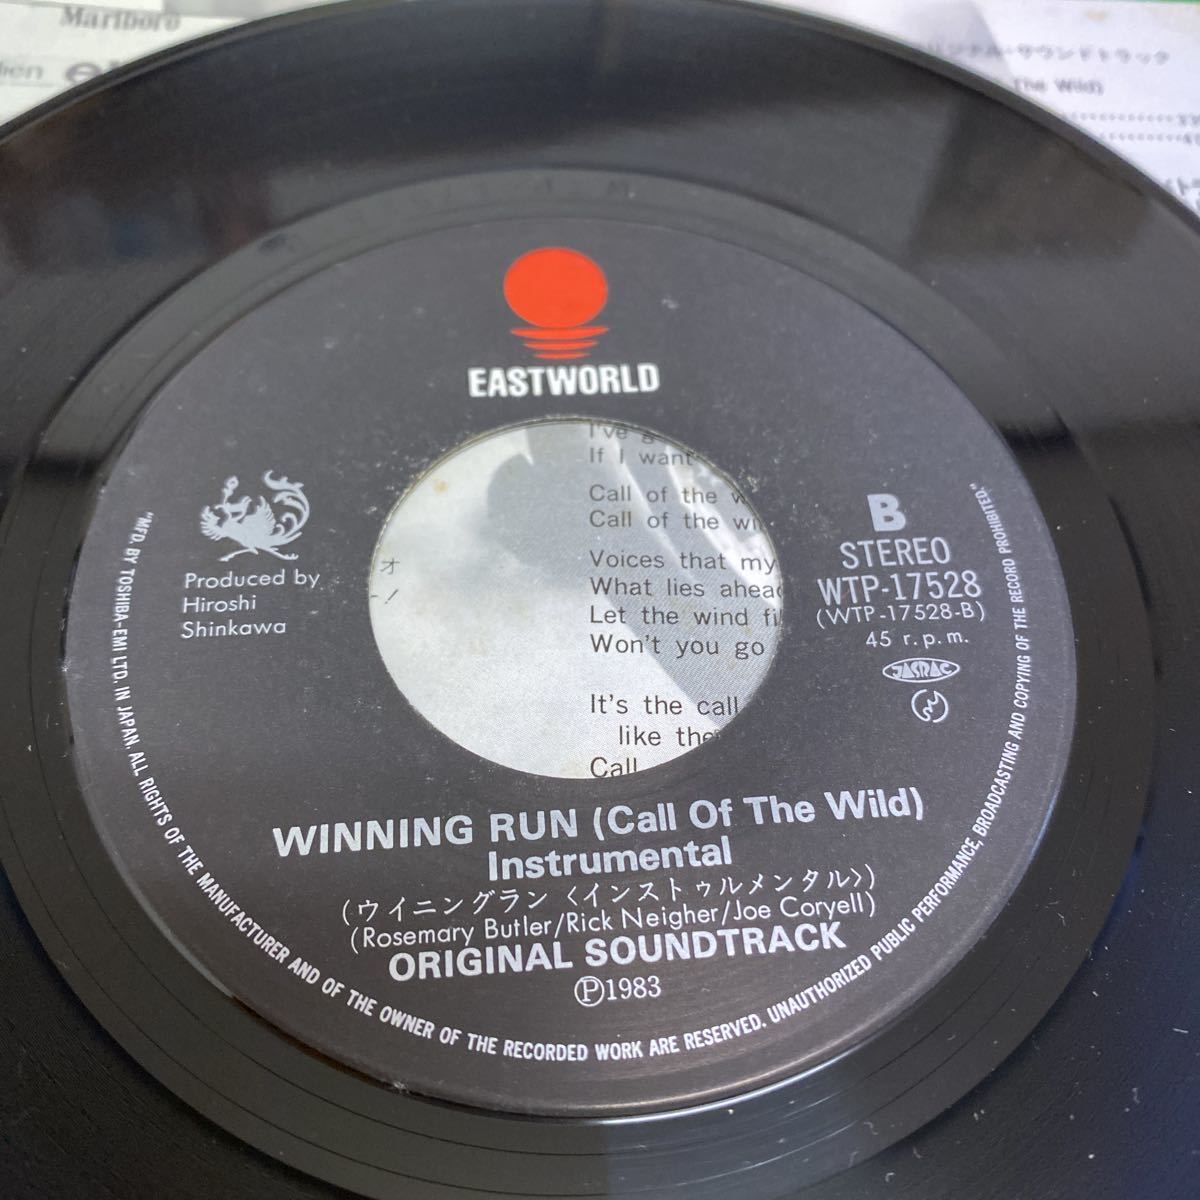 Marlboro
リジナル・サウンドトラック
The Wild)
EASTWORLD
I've g
If I want
Call of the w
Call of the wi
Voices that my
What lies ahead
Let the wind fi
Won't you go
It's the call
like the
Call
オ
Produced by
Hiroshi
Shinkawa
B
STEREO
WTP-17528
(WTP-17528-B)
45 r.p.m.
JASRAC
WINNING RUN (Call Of The Wild)
Instrumental
(ウイニングラン〈インストゥルメンタル〉)
(Rosemary Butler/Rick Neigher/Joe Coryell)
ORIGINAL SOUNDTRACK
Ⓟ1983
"MFD. BY TOSHIBA-EMI LTD. IN JAPAN. ALL RIGHTS OF THE MANUFACTURER AND OF THE OWNER OF THE RECORDED WORK ARE RESERVED. UNAUTHORIZED PUBLIC PERFORMANCE, BROADCASTING AND COPYING OF THE RECORD PROHIBITED."